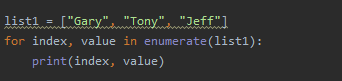 list1 = ["Gary", "Tony", "Jeff"]
for index, value in enumerate(list1):
    print(index, value)